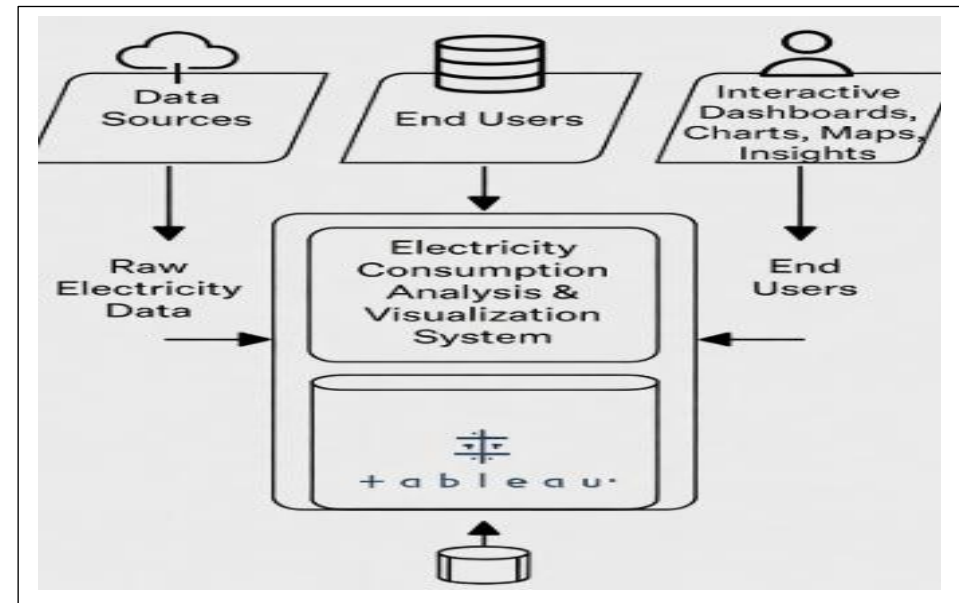 Data
Sources
End Users
Interactive
Dashboards,
Charts, Maps,
Insights
Raw
Electricity
Data
Electricity
Consumption
Analysis &
Visualization
System
End
Users
+ableau